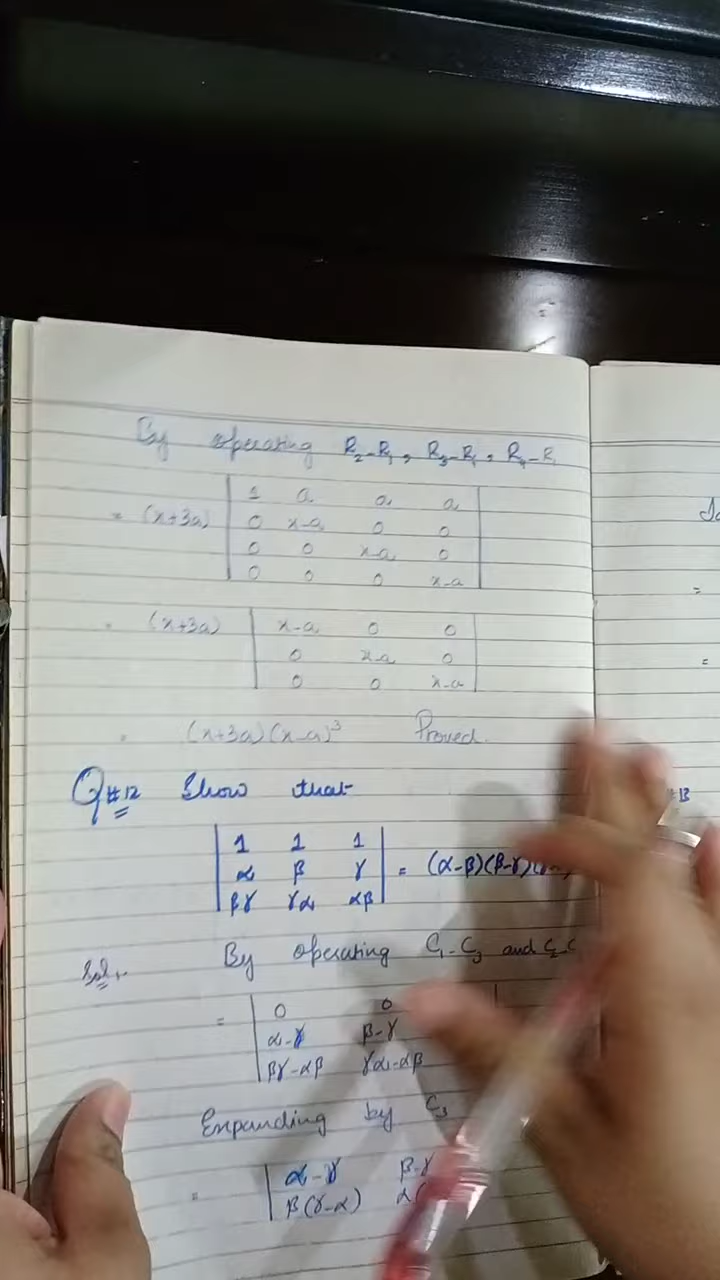 By operating R₂-R₁, R₃-R₁, R₄-R₁
= (x+3a) | 1 a a a |
| 0 x-a 0 0 |
| 0 0 x-a 0 |
| 0 0 0 x-a |
(x+3a) | x-a 0 0 |
| 0 x-a 0 |
| 0 0 x-a |
(x+3a)(x-a)³ Proved.
Q#12 Show that
| 1 1 1 |
| α β γ | = (α-β)(β-γ)(
| βγ γα αβ |
Sol:- By operating C₁-C₃ and C₂-C
= | 0 0
| α-γ β-γ
| βγ-αβ γα-αβ
Expanding by C₃
= | α-γ β-γ
| β(γ-α) α(
=
=